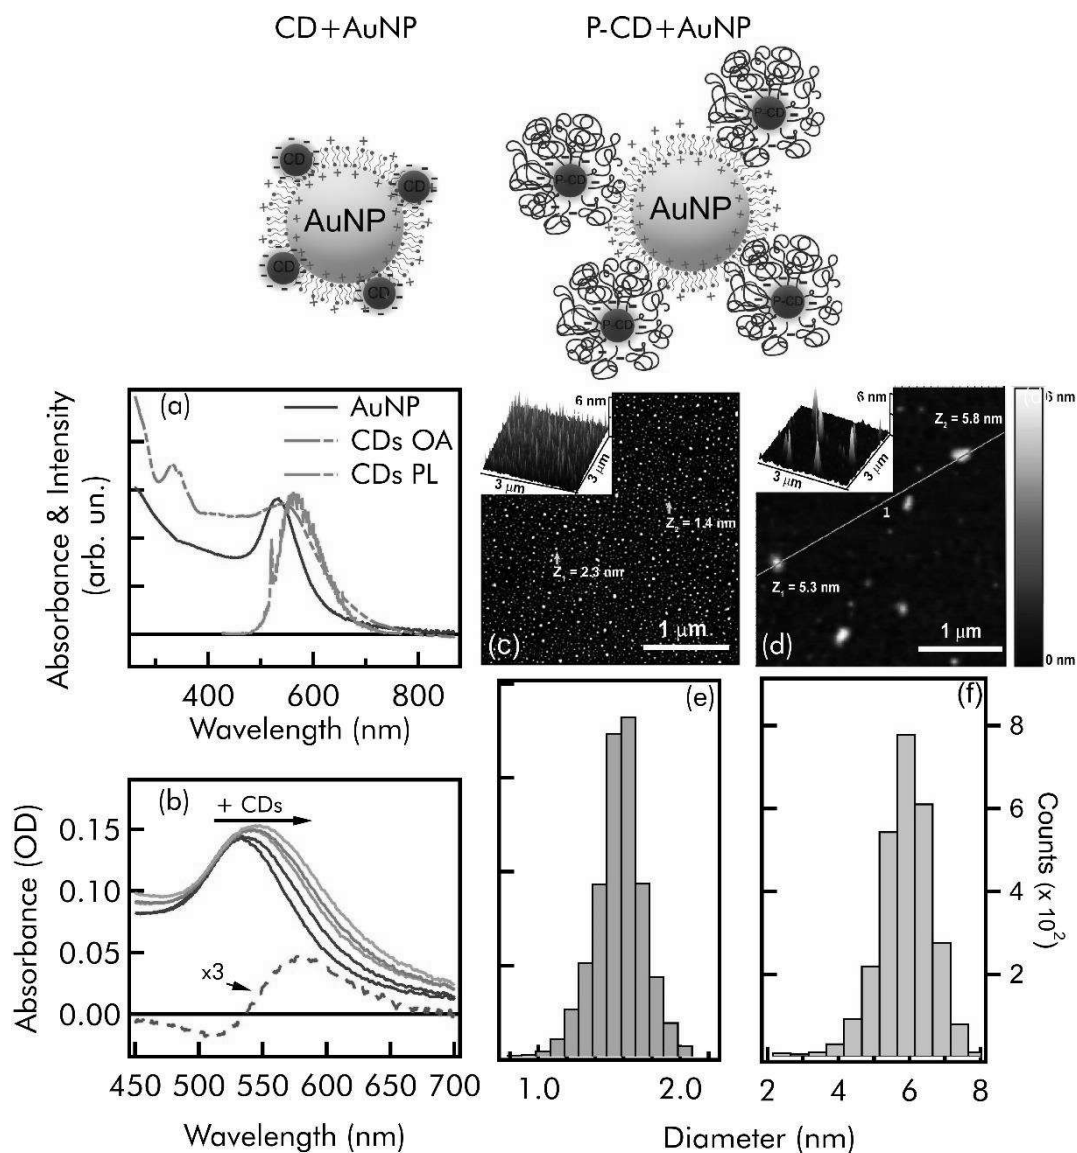 CD+AuNP
P-CD+AuNP
CD
CD
CD
CD
AuNP
P-CD
P-CD
P-CD
P-CD
AuNP
(a)
AuNP
CDs OA
CDs PL
Absorbance & Intensity
(arb. un.)
400
600
800
Wavelength (nm)
6 nm
3 μm
3 μm
Z₂ = 1.4 nm
Z₁ = 2.3 nm
(c)
1 μm
6 nm
3 μm
3 μm
Z₂ = 5.8 nm
1
Z₁ = 5.3 nm
(d)
1 μm
6 nm
0 nm
(b)
+ CDs
x3
Absorbance (OD)
0.15
0.10
0.05
0.00
450 500 550 600 650 700
Wavelength (nm)
(e)
1.0
2.0
(f)
8
6
4
2
Counts (x 10²)
2 4 6 8
Diameter (nm)